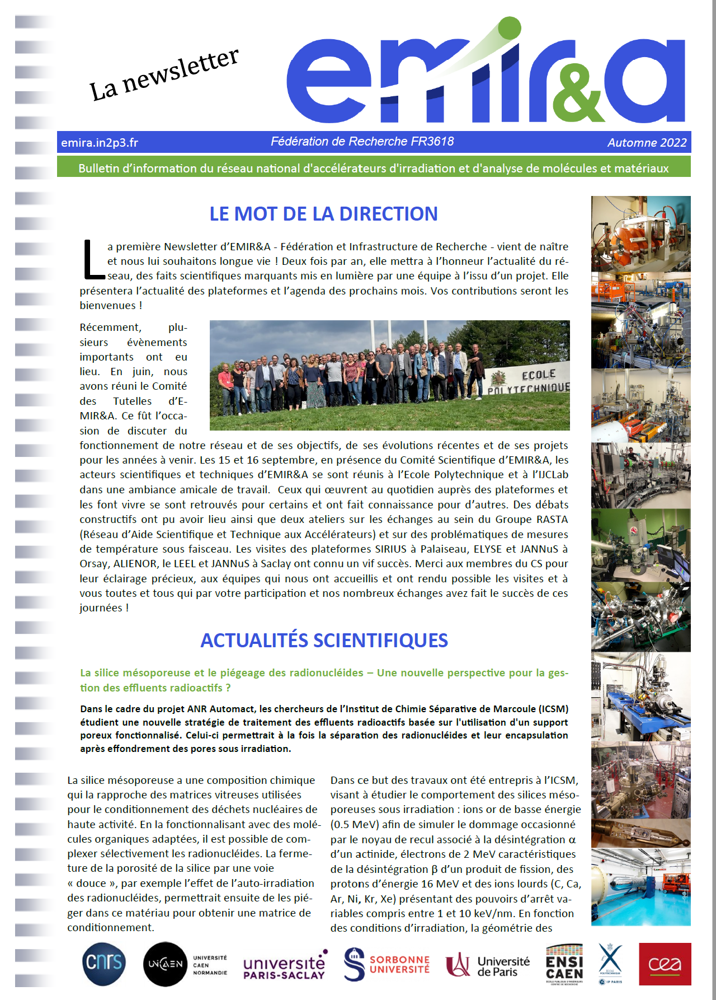 La newsletter
emir&a
emira.in2p3.fr
Fédération de Recherche FR3618
Automne 2022
Bulletin d’information du réseau national d'accélérateurs d'irradiation et d'analyse de molécules et matériaux
LE MOT DE LA DIRECTION
La première Newsletter d’EMIR&A - Fédération et Infrastructure de Recherche - vient de naître
et nous lui souhaitons longue vie ! Deux fois par an, elle mettra à l’honneur l’actualité du ré-
seau, des faits scientifiques marquants mis en lumière par une équipe à l’issu d’un projet. Elle
présentera l’actualité des plateformes et l’agenda des prochains mois. Vos contributions seront les
bienvenues !
Récemment, plu-
sieurs évènements
importants ont eu
lieu. En juin, nous
avons réuni le Comité
des Tutelles d’E-
MIR&A. Ce fût l’occa-
sion de discuter du
ECOLE
POLYTECHNIQUE
fonctionnement de notre réseau et de ses objectifs, de ses évolutions récentes et de ses projets
pour les années à venir. Les 15 et 16 septembre, en présence du Comité Scientifique d’EMIR&A, les
acteurs scientifiques et techniques d’EMIR&A se sont réunis à l’Ecole Polytechnique et à l’IJCLab
dans une ambiance amicale de travail.  Ceux qui œuvrent au quotidien auprès des plateformes et
les font vivre se sont retrouvés pour certains et ont fait connaissance pour d’autres. Des débats
constructifs ont pu avoir lieu ainsi que deux ateliers sur les échanges au sein du Groupe RASTA
(Réseau d’Aide Scientifique et Technique aux Accélérateurs) et sur des problématiques de mesures
de température sous faisceau. Les visites des plateformes SIRIUS à Palaiseau, ELYSE et JANNuS à
Orsay, ALIENOR, le LEEL et JANNuS à Saclay ont connu un vif succès. Merci aux membres du CS pour
leur éclairage précieux, aux équipes qui nous ont accueillis et ont rendu possible les visites et à
vous toutes et tous qui par votre participation et nos nombreux échanges avez fait le succès de ces
journées !
ACTUALITÉS SCIENTIFIQUES
La silice mésoporeuse et le piégeage des radionucléides – Une nouvelle perspective pour la ges-
tion des effluents radioactifs ?
Dans le cadre du projet ANR Automact, les chercheurs de l’Institut de Chimie Séparative de Marcoule (ICSM)
étudient une nouvelle stratégie de traitement des effluents radioactifs basée sur l'utilisation d'un support
poreux fonctionnalisé. Celui-ci permettrait à la fois la séparation des radionucléides et leur encapsulation
après effondrement des pores sous irradiation.
La silice mésoporeuse a une composition chimique
qui la rapproche des matrices vitreuses utilisées
pour le conditionnement des déchets nucléaires de
haute activité. En la fonctionnalisant avec des molé-
cules organiques adaptées, il est possible de com-
plexer sélectivement les radionucléides. La ferme-
ture de la porosité de la silice par une voie
« douce », par exemple l’effet de l’auto-irradiation
des radionucléides, permettrait ensuite de les pié-
ger dans ce matériau pour obtenir une matrice de
conditionnement.
Dans ce but des travaux ont été entrepris à l’ICSM,
visant à étudier le comportement des silices méso-
poreuses sous irradiation : ions or de basse énergie
(0.5 MeV) afin de simuler le dommage occasionné
par le noyau de recul associé à la désintégration α
d’un actinide, électrons de 2 MeV caractéristiques
de la désintégration β d’un produit de fission, des
protons d’énergie 16 MeV et des ions lourds (C, Ca,
Ar, Ni, Kr, Xe) présentant des pouvoirs d’arrêt va-
riables compris entre 1 et 10 keV/nm. En fonction
des conditions d’irradiation, la géométrie des
cnrs
UNICAEN
UNIVERSITÉ
CAEN
NORMANDIE
université
PARIS-SACLAY
SORBONNE
UNIVERSITÉ
Université
de Paris
ENSI
CAEN
ÉCOLE PUBLIQUE D'INGÉNIEURS
CENTRE DE RECHERCHE
ÉCOLE
POLYTECHNIQUE
IP PARIS
cea